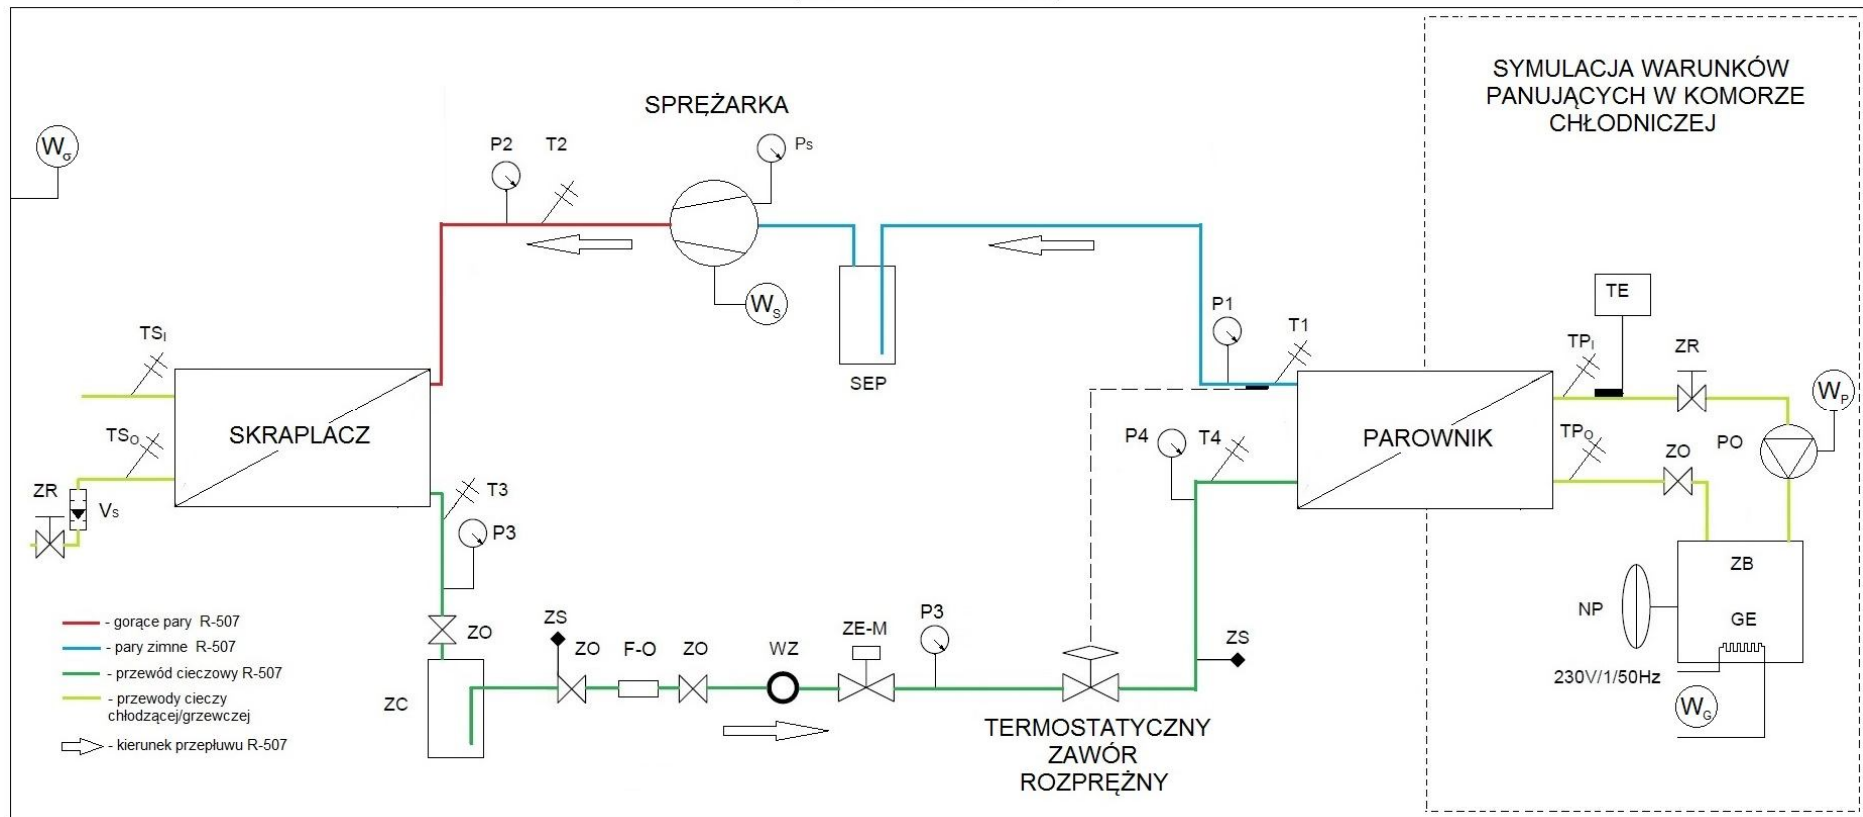 SYMULACJA WARUNKÓW
PANUJĄCYCH W KOMORZE
CHŁODNICZEJ
SPRĘŻARKA
Wσ
P2
T2
Ps
WS
SEP
P1
T1
TE
TPI
ZR
WP
TSI
SKRAPLACZ
TSO
ZR
Vs
T3
P3
P4
T4
PAROWNIK
TPO
ZO
PO
ZB
NP
GE
230V/1/50Hz
WG
ZO
ZC
ZS
ZO
F-O
ZO
WZ
ZE-M
P3
ZS
TERMOSTATYCZNY
ZAWÓR
ROZPRĘŻNY
- gorące pary R-507
- pary zimne R-507
- przewód cieczowy R-507
- przewody cieczy
chłodzącej/grzewczej
- kierunek przepłuwu R-507